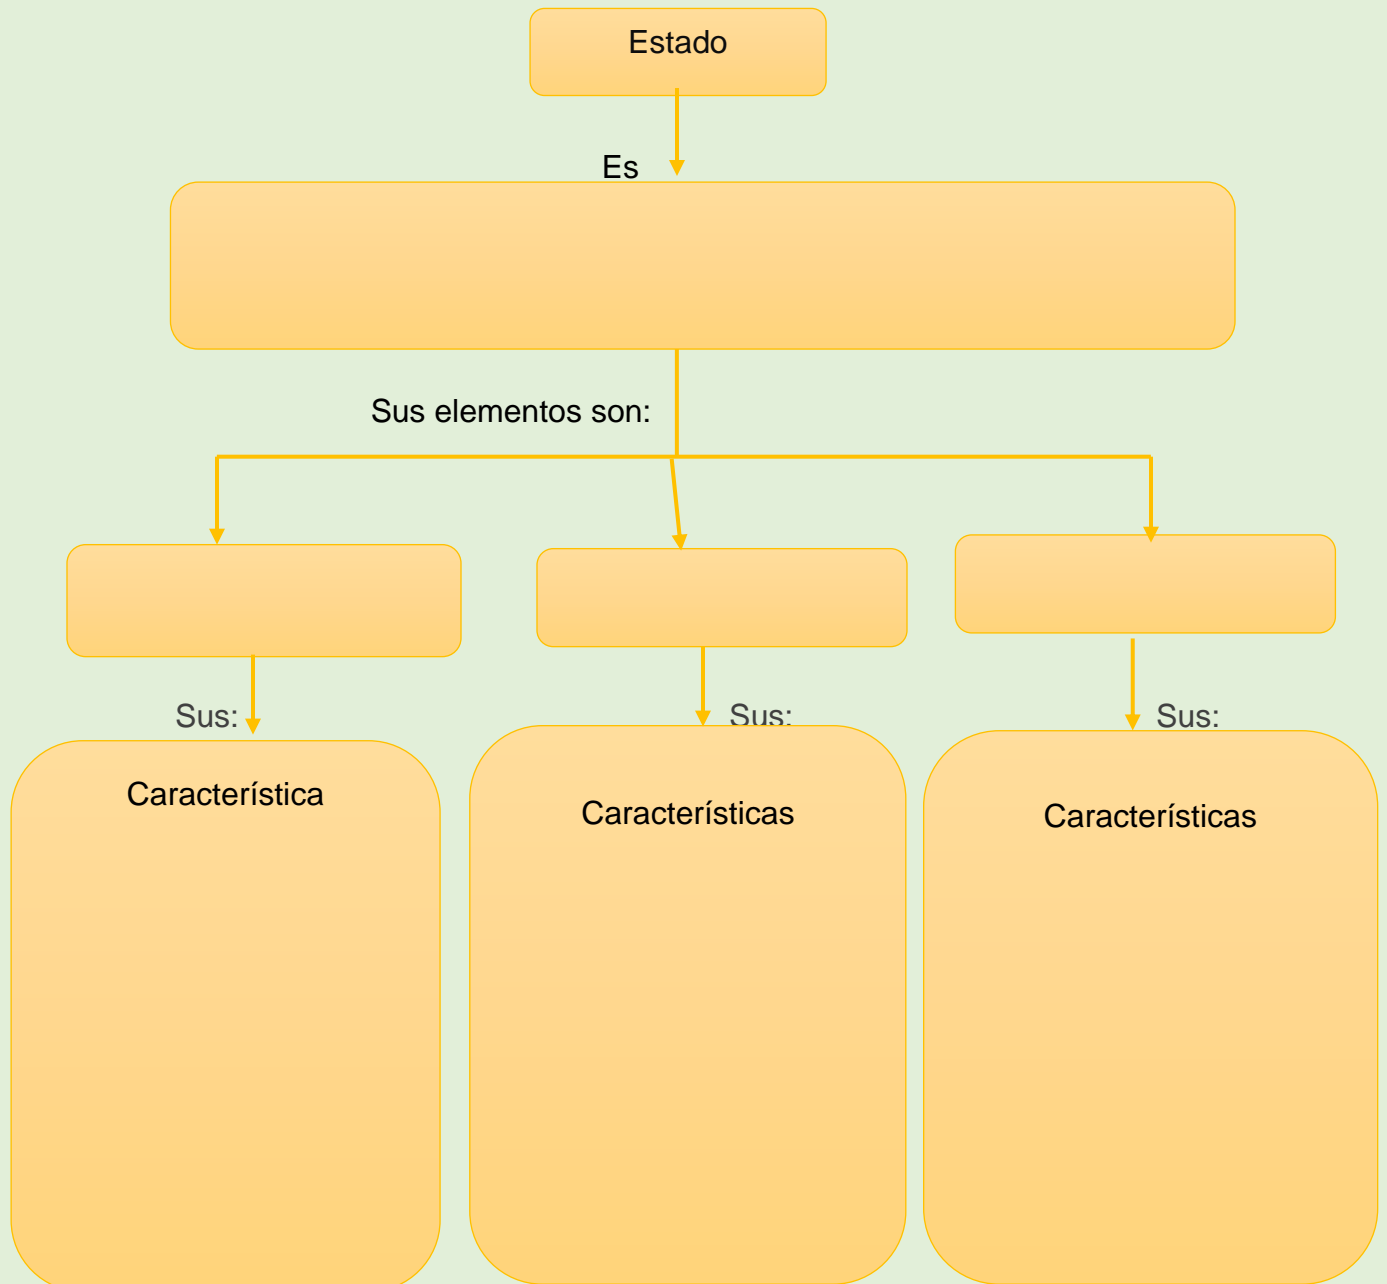 Estado
Es
Sus elementos son:
Sus:
Sus:
Sus:
Característica
Características
Características